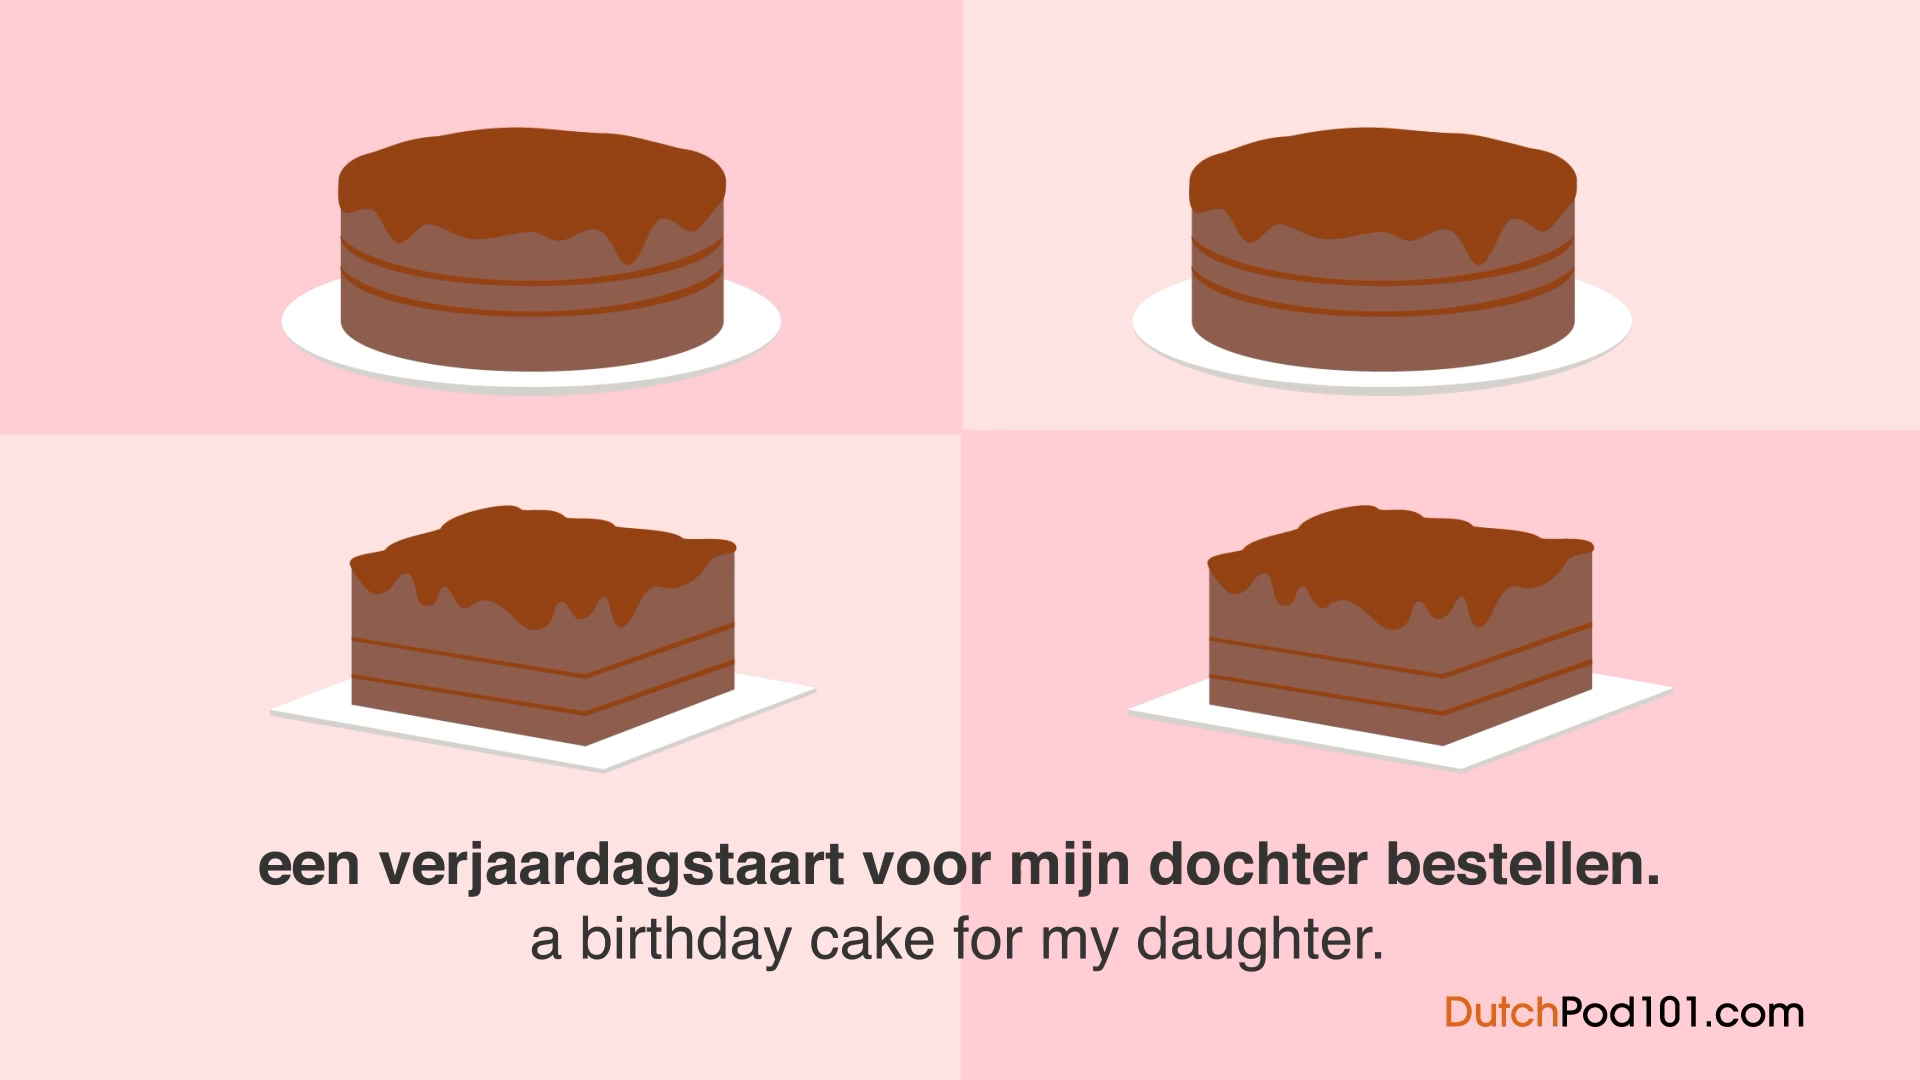 een verjaardagstaart voor mijn dochter bestellen.
a birthday cake for my daughter.
DutchPod101.com